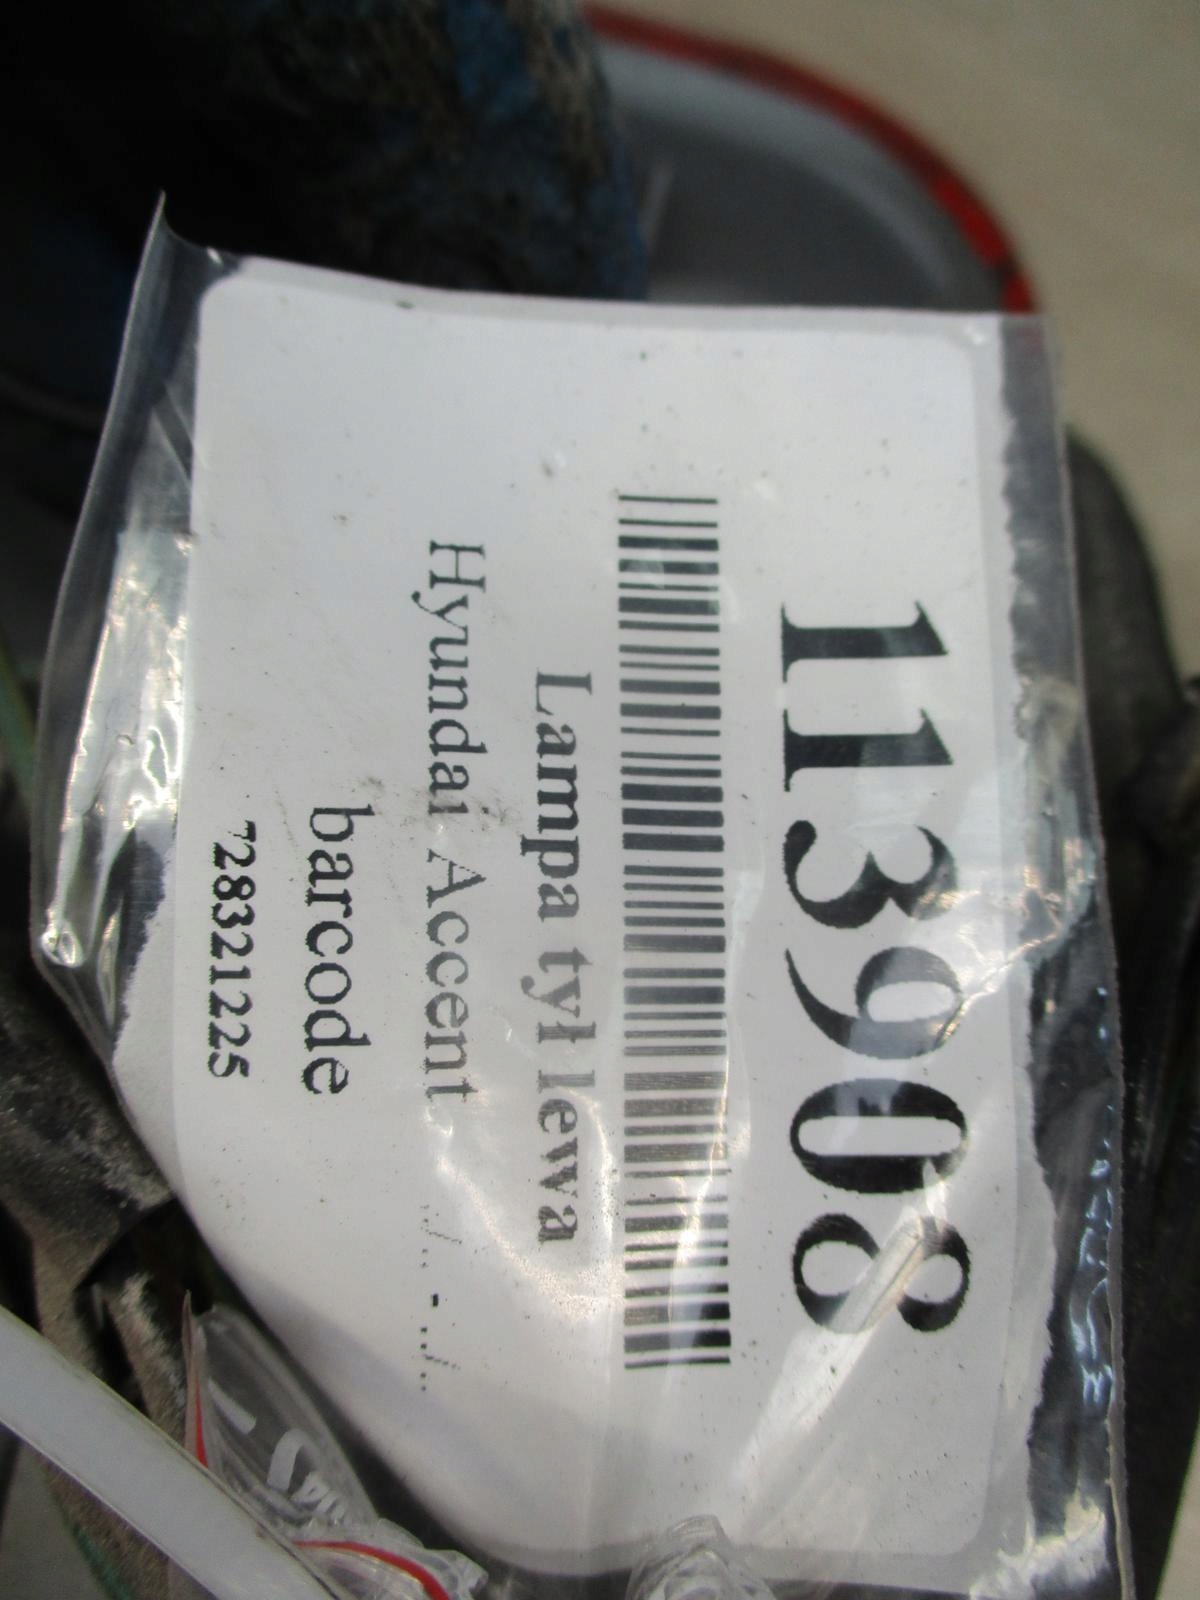 113908
Lampa tył lewa
Hyundai Accent ../.. - ../..
barcode
728321225